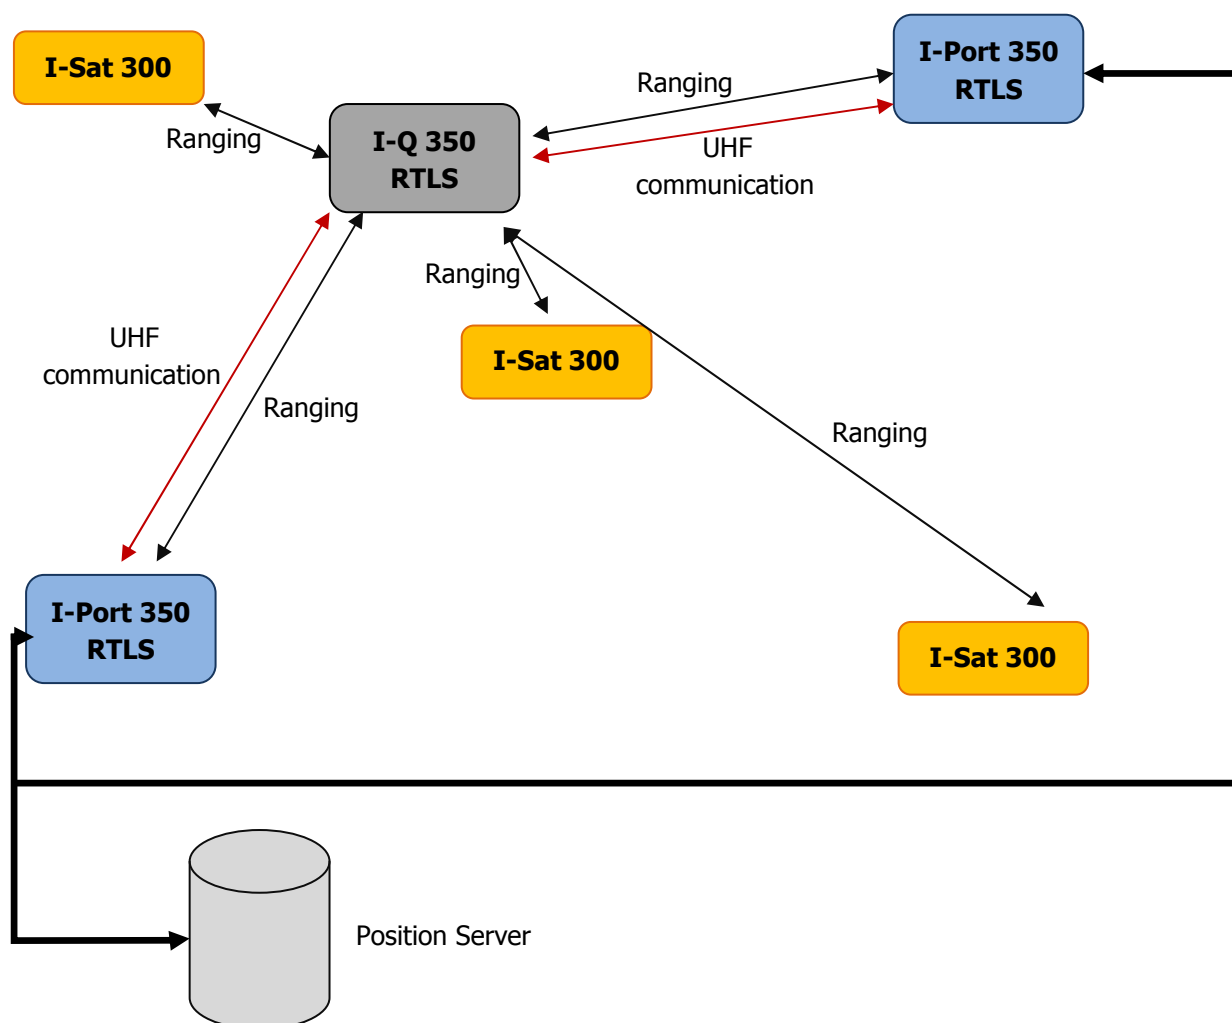 I-Sat 300
I-Port 350
RTLS
Ranging
Ranging
I-Q 350
RTLS
UHF
communication
Ranging
UHF
communication
I-Sat 300
Ranging
Ranging
I-Port 350
RTLS
I-Sat 300
Position Server